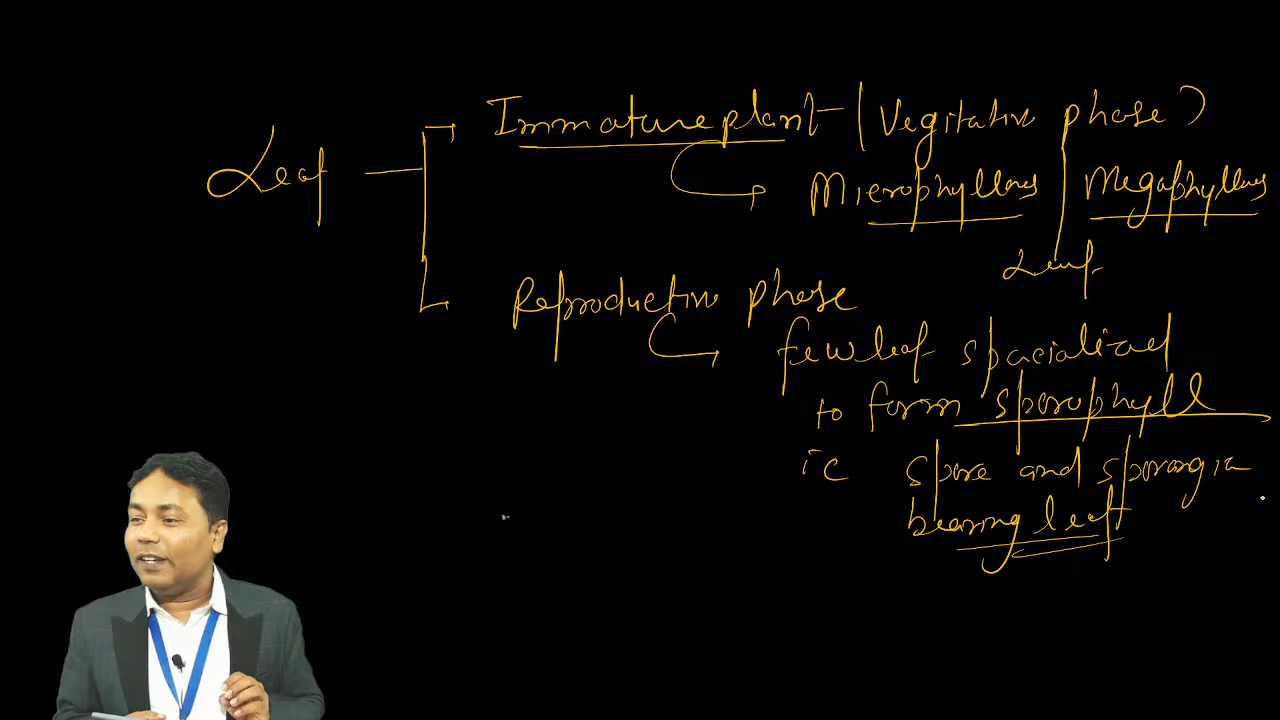 Immature plant (Vegitative phase)
Leaf
Microphyllous | Megaphyllous
Leaf
Reproductive phase
few leaf spacialized
to form sporophyll
ie spore and sporangia
bearing leaf